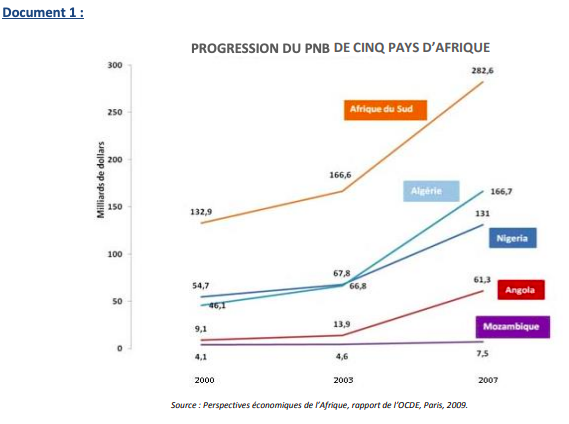 Document 1 :
PROGRESSION DU PNB DE CINQ PAYS D'AFRIQUE
Milliards de dollars
300
250
200
150
100
50
0
282,6
Afrique du Sud
166,6
132,9
Algérie
166,7
131
Nigeria
54,7
67,8
66,8
46,1
61,3
Angola
9,1
13,9
Mozambique
4,1
4,6
7,5
2000
2003
2007
Source : Perspectives économiques de l'Afrique, rapport de l'OCDE, Paris, 2009.